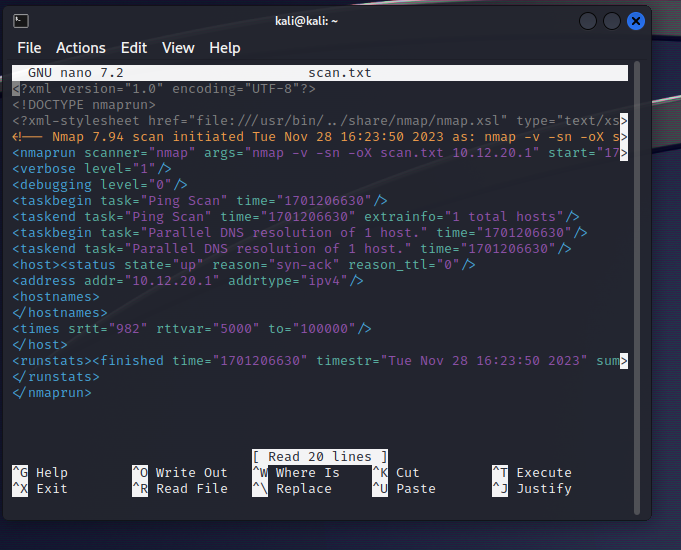 kali@kali: ~
File Actions Edit View Help
GNU nano 7.2 scan.txt
<?xml version="1.0" encoding="UTF-8"?>
<!DOCTYPE nmaprun>
<?xml-stylesheet href="file:///usr/bin/../share/nmap/nmap.xsl" type="text/xs>
<!-- Nmap 7.94 scan initiated Tue Nov 28 16:23:50 2023 as: nmap -v -sn -oX s>
<nmaprun scanner="nmap" args="nmap -v -sn -oX scan.txt 10.12.20.1" start="17>
<verbose level="1"/>
<debugging level="0"/>
<taskbegin task="Ping Scan" time="1701206630"/>
<taskend task="Ping Scan" time="1701206630" extrainfo="1 total hosts"/>
<taskbegin task="Parallel DNS resolution of 1 host." time="1701206630"/>
<taskend task="Parallel DNS resolution of 1 host." time="1701206630"/>
<host><status state="up" reason="syn-ack" reason_ttl="0"/>
<address addr="10.12.20.1" addrtype="ipv4"/>
<hostnames>
</hostnames>
<times srtt="982" rttvar="5000" to="100000"/>
</host>
<runstats><finished time="1701206630" timestr="Tue Nov 28 16:23:50 2023" sum>
</runstats>
</nmaprun>
[ Read 20 lines ]
^G Help ^O Write Out ^W Where Is ^K Cut ^T Execute
^X Exit ^R Read File ^\ Replace ^U Paste ^J Justify